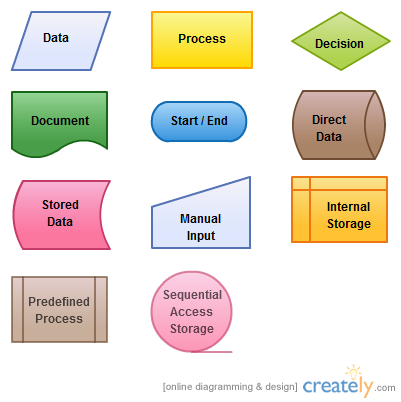 Data
Process
Decision
Document
Start / End
Direct
Data
Stored
Data
Manual
Input
Internal
Storage
Predefined
Process
Sequential
Access
Storage
[online diagramming & design] creately.com